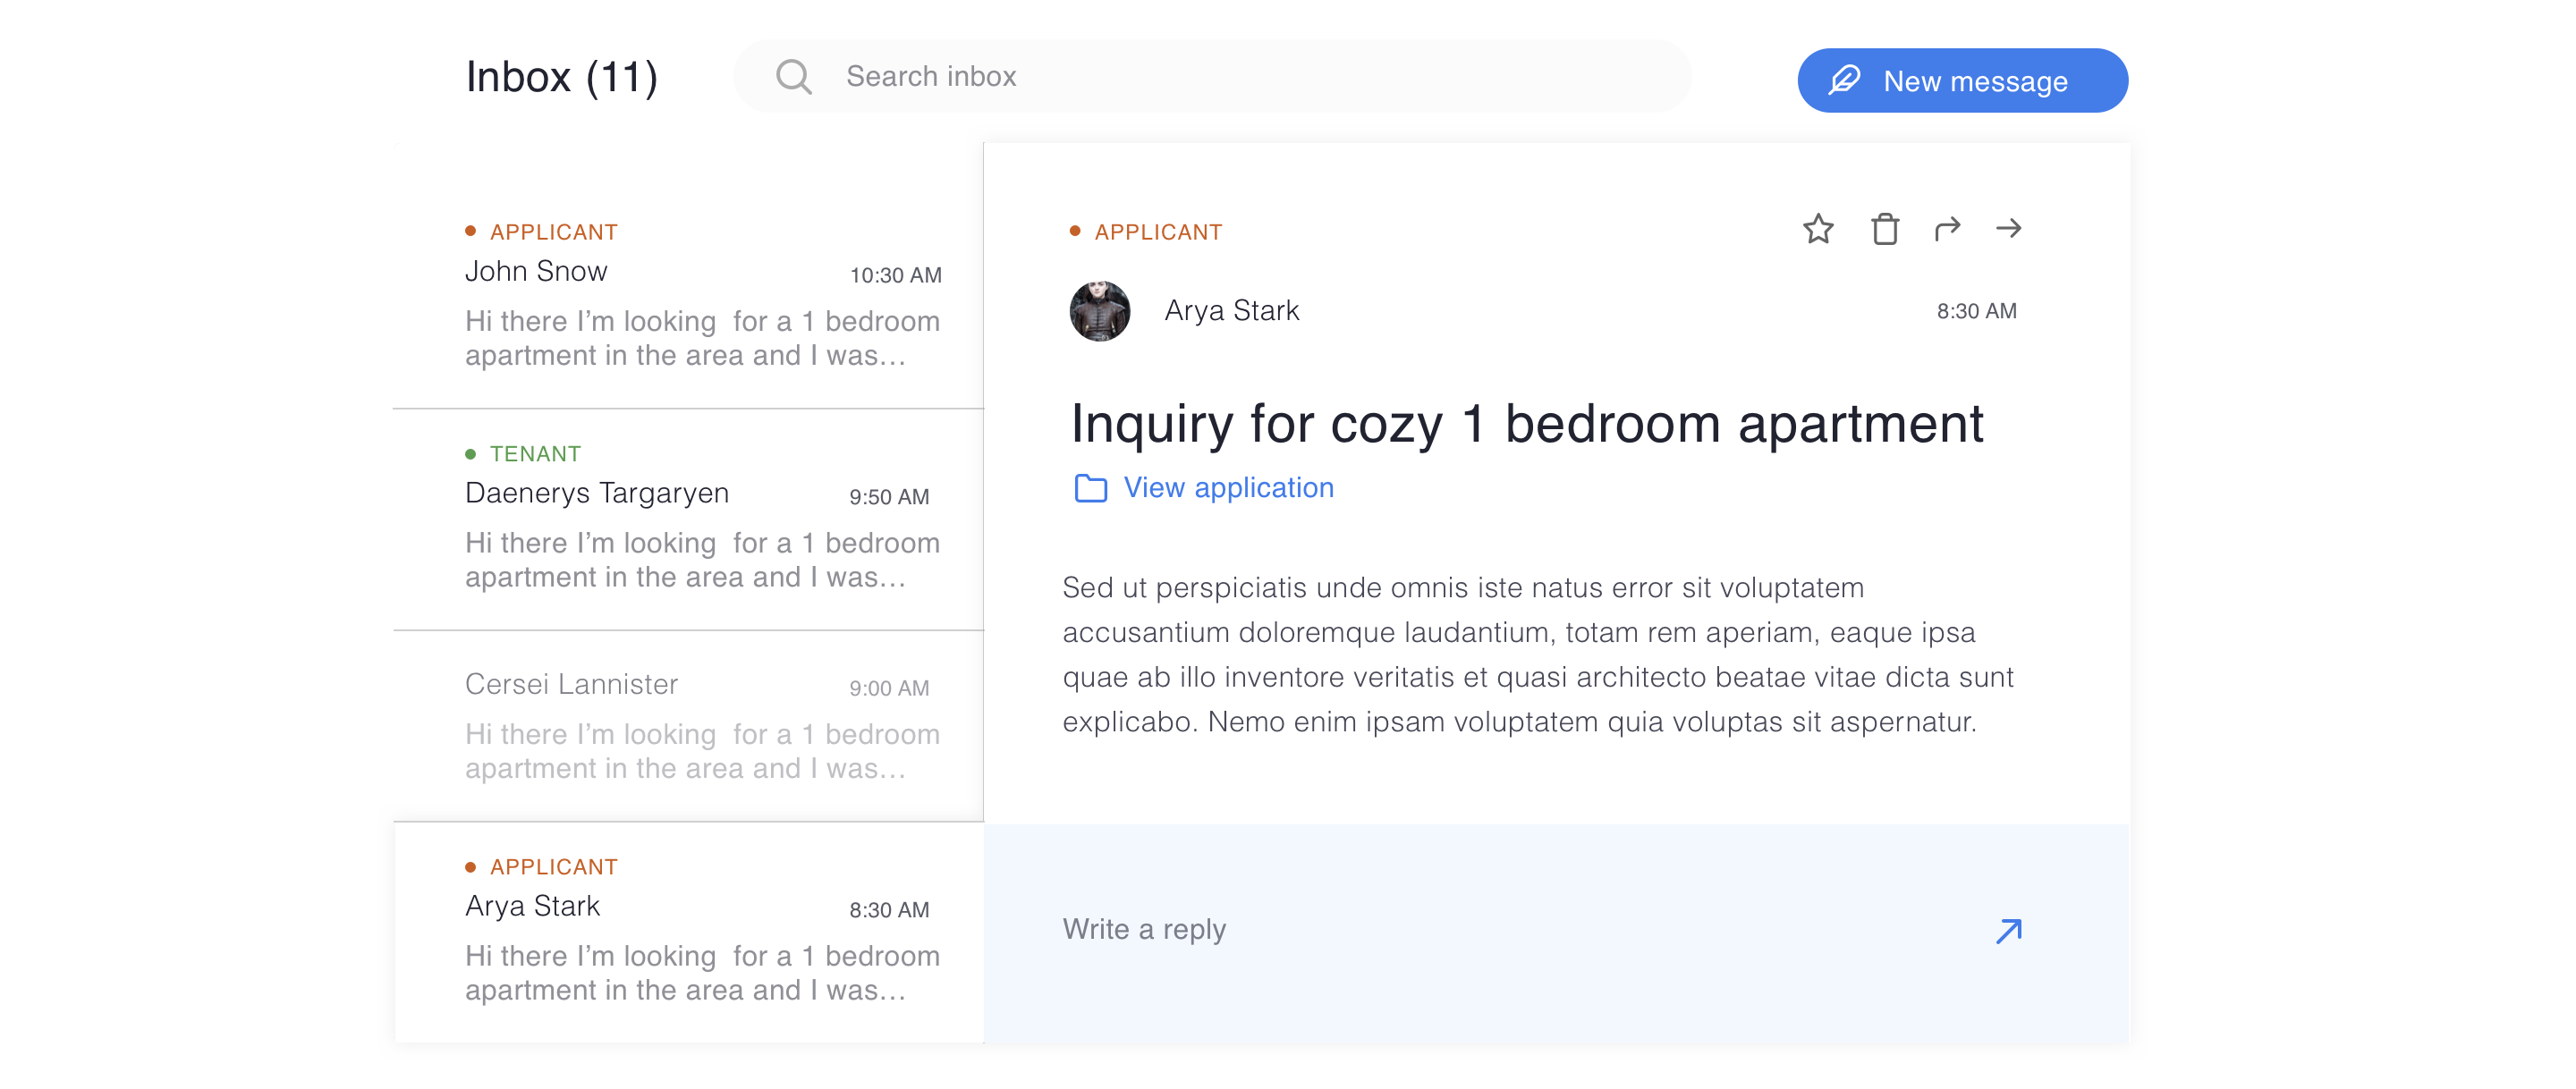 Inbox (11)
Search inbox
New message
APPLICANT
John Snow
10:30 AM
Hi there I’m looking  for a 1 bedroom
apartment in the area and I was...
TENANT
Daenerys Targaryen
9:50 AM
Hi there I’m looking  for a 1 bedroom
apartment in the area and I was...
Cersei Lannister
9:00 AM
Hi there I’m looking  for a 1 bedroom
apartment in the area and I was...
APPLICANT
Arya Stark
8:30 AM
Hi there I’m looking  for a 1 bedroom
apartment in the area and I was...
APPLICANT
Arya Stark
8:30 AM
Inquiry for cozy 1 bedroom apartment
View application
Sed ut perspiciatis unde omnis iste natus error sit voluptatem
accusantium doloremque laudantium, totam rem aperiam, eaque ipsa
quae ab illo inventore veritatis et quasi architecto beatae vitae dicta sunt
explicabo. Nemo enim ipsam voluptatem quia voluptas sit aspernatur.
Write a reply